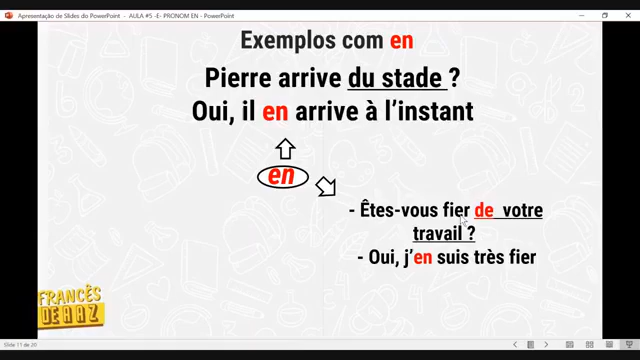 Apresentação de Slides do PowerPoint - AULA #5 -E- PRONOM EN - PowerPoint
Exemplos com en
Pierre arrive du stade ?
Oui, il en arrive à l'instant
en
- Êtes-vous fier de votre
travail ?
- Oui, j'en suis très fier
FRANCÊS
DE A A Z
Slide 11 de 20